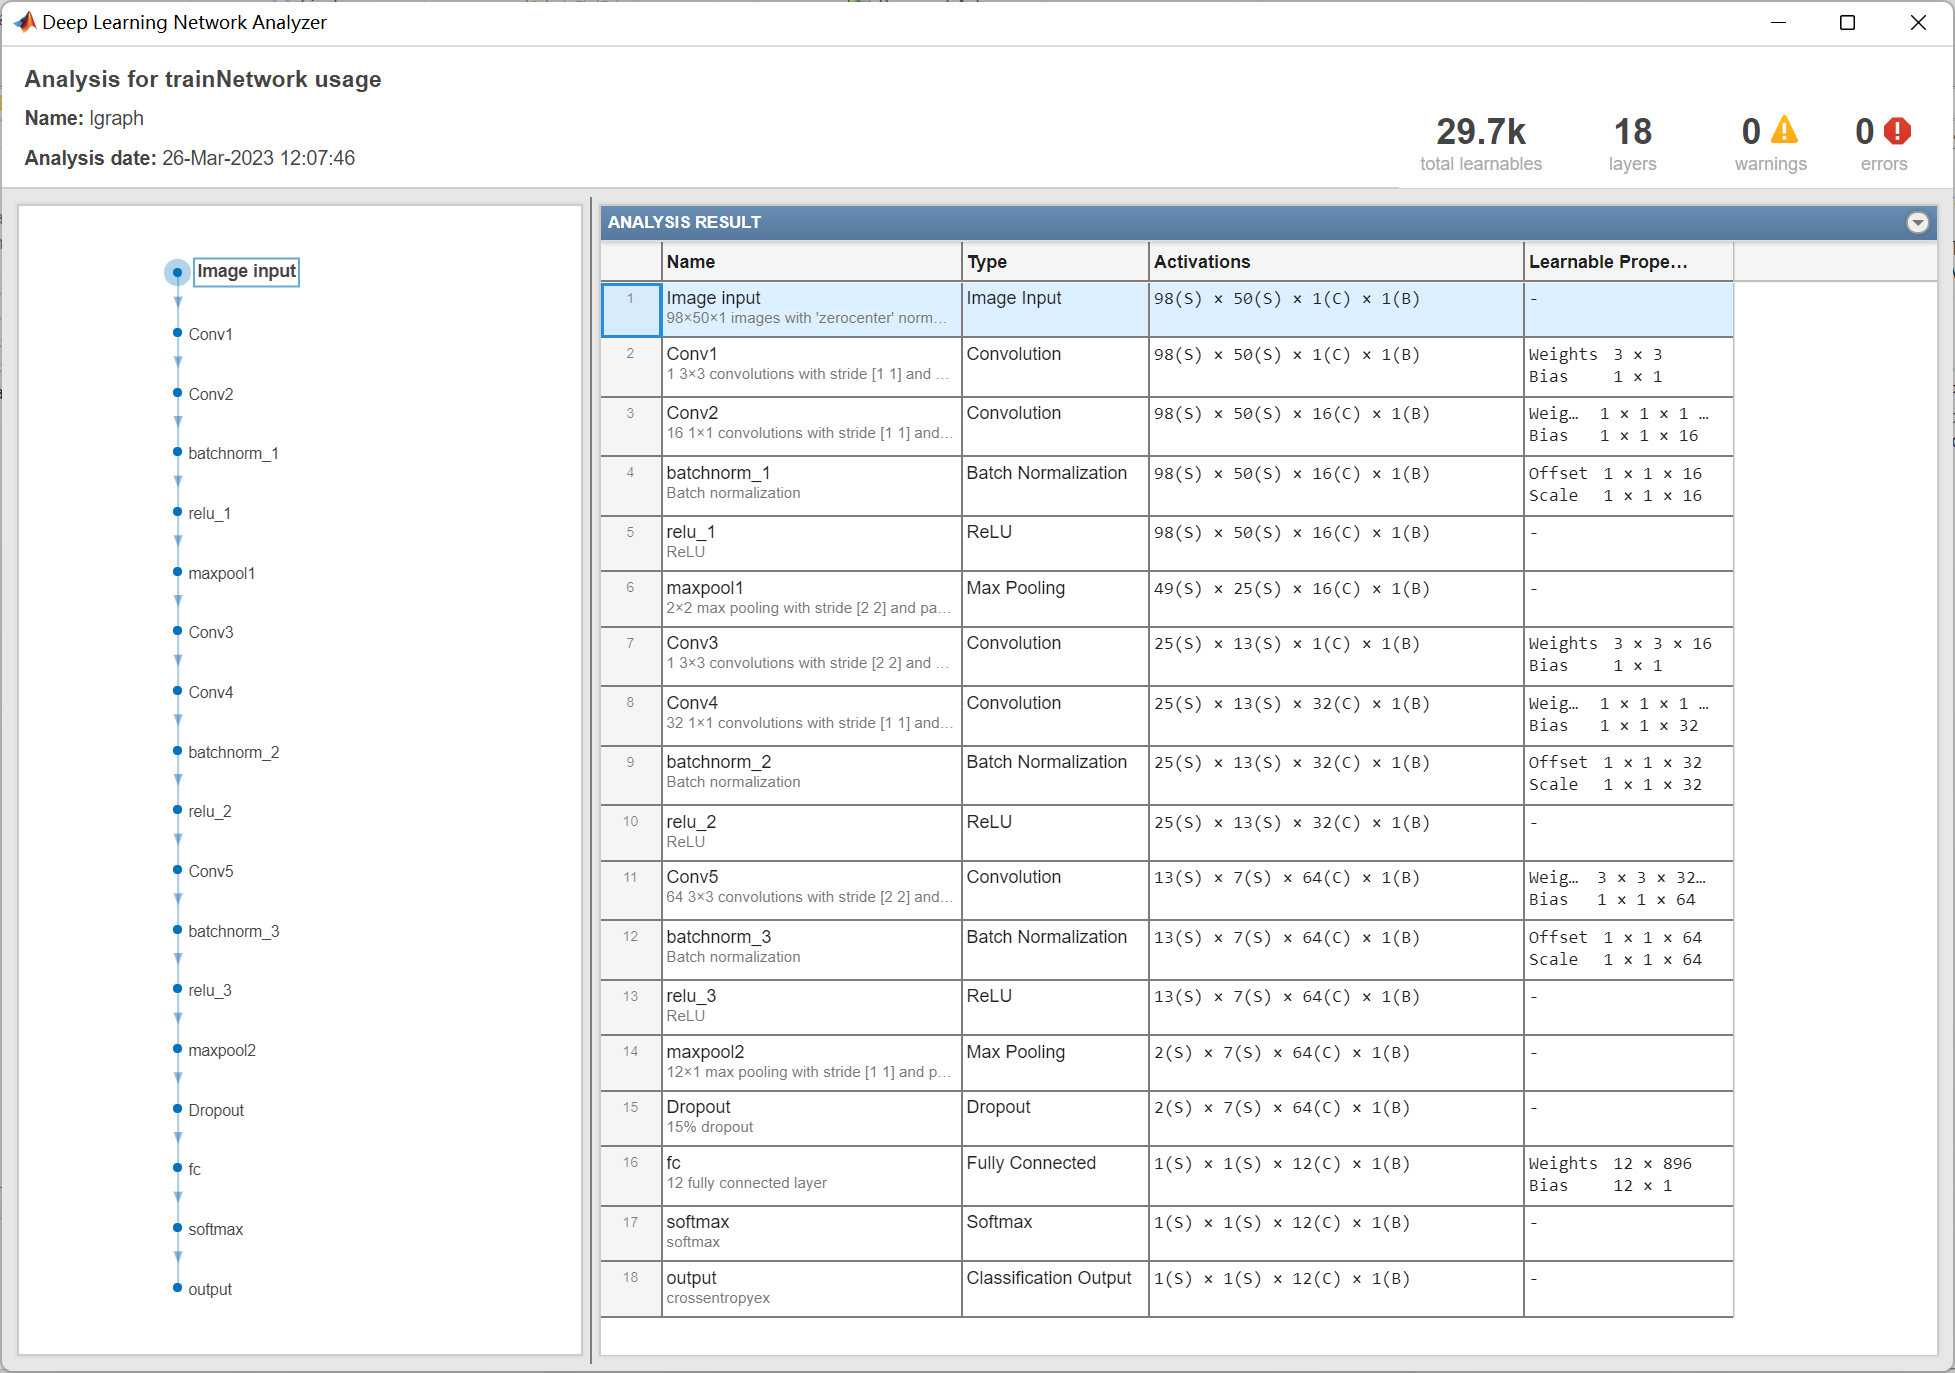 Deep Learning Network Analyzer
Analysis for trainNetwork usage
Name: lgraph
Analysis date: 26-Mar-2023 12:07:46
29.7k
total learnables
18
layers
0
warnings
0
errors
Image input
Conv1
Conv2
batchnorm_1
relu_1
maxpool1
Conv3
Conv4
batchnorm_2
relu_2
Conv5
batchnorm_3
relu_3
maxpool2
Dropout
fc
softmax
output
ANALYSIS RESULT
Name Type Activations Learnable Prope...
1 Image input Image Input 98(S) × 50(S) × 1(C) × 1(B) -
98×50×1 images with 'zerocenter' norm...
2 Conv1 Convolution 98(S) × 50(S) × 1(C) × 1(B) Weights 3 × 3
1 3×3 convolutions with stride [1 1] and ... Bias 1 × 1
3 Conv2 Convolution 98(S) × 50(S) × 16(C) × 1(B) Weig... 1 × 1 × 1 ...
16 1×1 convolutions with stride [1 1] and... Bias 1 × 1 × 16
4 batchnorm_1 Batch Normalization 98(S) × 50(S) × 16(C) × 1(B) Offset 1 × 1 × 16
Batch normalization Scale 1 × 1 × 16
5 relu_1 ReLU 98(S) × 50(S) × 16(C) × 1(B) -
ReLU
6 maxpool1 Max Pooling 49(S) × 25(S) × 16(C) × 1(B) -
2×2 max pooling with stride [2 2] and pa...
7 Conv3 Convolution 25(S) × 13(S) × 1(C) × 1(B) Weights 3 × 3 × 16
1 3×3 convolutions with stride [2 2] and ... Bias 1 × 1
8 Conv4 Convolution 25(S) × 13(S) × 32(C) × 1(B) Weig... 1 × 1 × 1 ...
32 1×1 convolutions with stride [1 1] and... Bias 1 × 1 × 32
9 batchnorm_2 Batch Normalization 25(S) × 13(S) × 32(C) × 1(B) Offset 1 × 1 × 32
Batch normalization Scale 1 × 1 × 32
10 relu_2 ReLU 25(S) × 13(S) × 32(C) × 1(B) -
ReLU
11 Conv5 Convolution 13(S) × 7(S) × 64(C) × 1(B) Weig... 3 × 3 × 32...
64 3×3 convolutions with stride [2 2] and... Bias 1 × 1 × 64
12 batchnorm_3 Batch Normalization 13(S) × 7(S) × 64(C) × 1(B) Offset 1 × 1 × 64
Batch normalization Scale 1 × 1 × 64
13 relu_3 ReLU 13(S) × 7(S) × 64(C) × 1(B) -
ReLU
14 maxpool2 Max Pooling 2(S) × 7(S) × 64(C) × 1(B) -
12×1 max pooling with stride [1 1] and p...
15 Dropout Dropout 2(S) × 7(S) × 64(C) × 1(B) -
15% dropout
16 fc Fully Connected 1(S) × 1(S) × 12(C) × 1(B) Weights 12 × 896
12 fully connected layer Bias 12 × 1
17 softmax Softmax 1(S) × 1(S) × 12(C) × 1(B) -
softmax
18 output Classification Output 1(S) × 1(S) × 12(C) × 1(B) -
crossentropyex